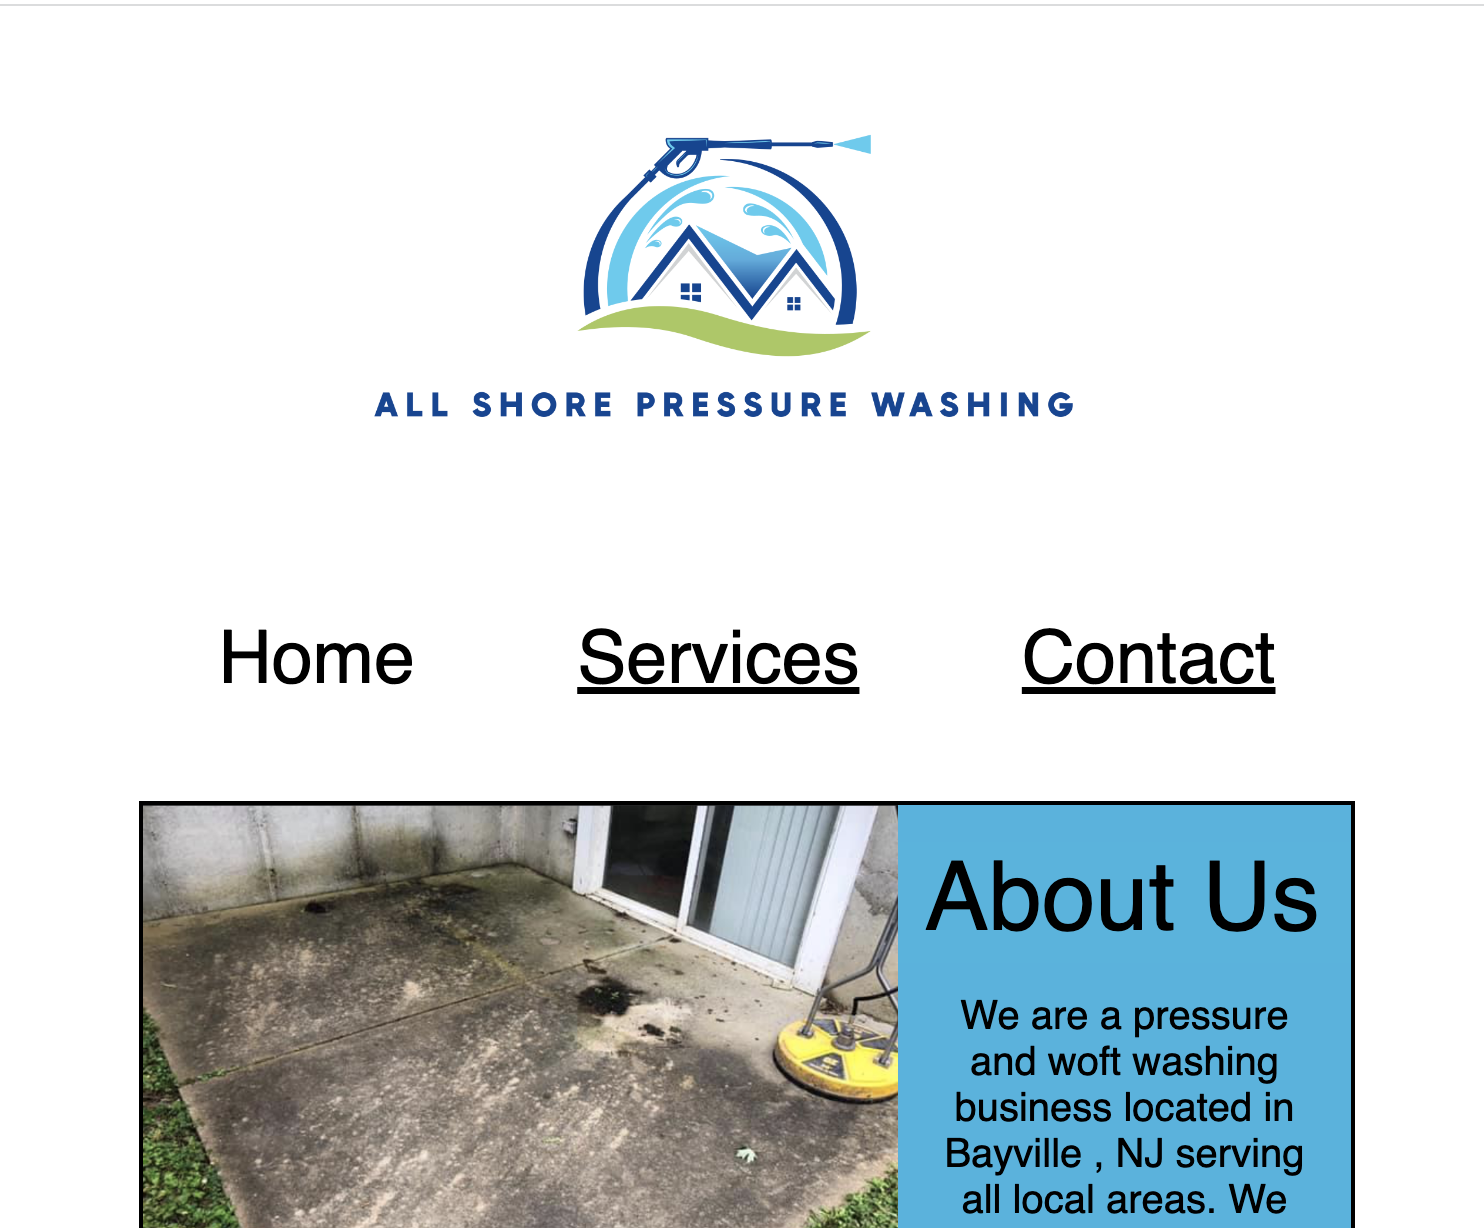 ALL SHORE PRESSURE WASHING
Home Services Contact
About Us
We are a pressure
and woft washing
business located in
Bayville , NJ serving
all local areas. We